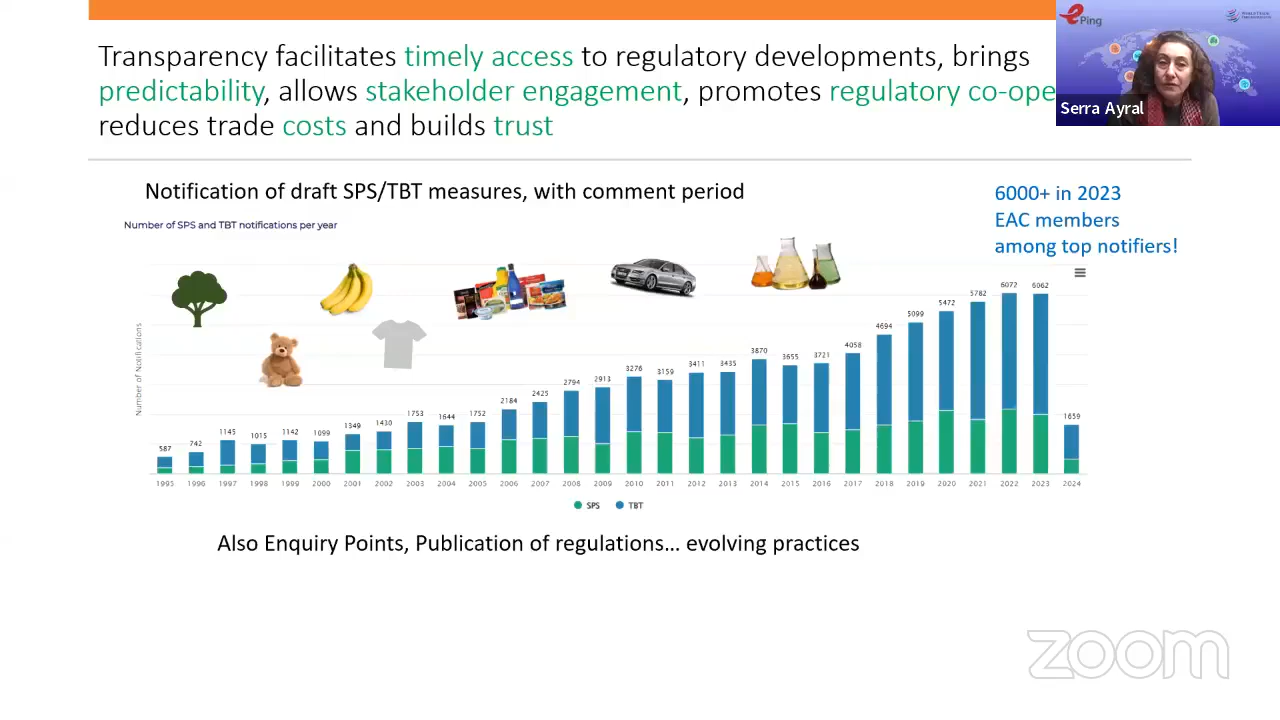 Transparency facilitates timely access to regulatory developments, brings
predictability, allows stakeholder engagement, promotes regulatory co-ope
reduces trade costs and builds trust
ePing
Serra Ayral
Notification of draft SPS/TBT measures, with comment period
6000+ in 2023
EAC members
among top notifiers!
Number of SPS and TBT notifications per year
Number of Notifications
587 742 1145 1015 1142 1099 1349 1430 1753 1644 1752 2184 2425 2794 2913 3276 3159 3411 3435 3870 3655 3721 4058 4694 5099 5472 5782 6072 6062 1659
1995 1996 1997 1998 1999 2000 2001 2002 2003 2004 2005 2006 2007 2008 2009 2010 2011 2012 2013 2014 2015 2016 2017 2018 2019 2020 2021 2022 2023 2024
SPS TBT
Also Enquiry Points, Publication of regulations… evolving practices
zoom